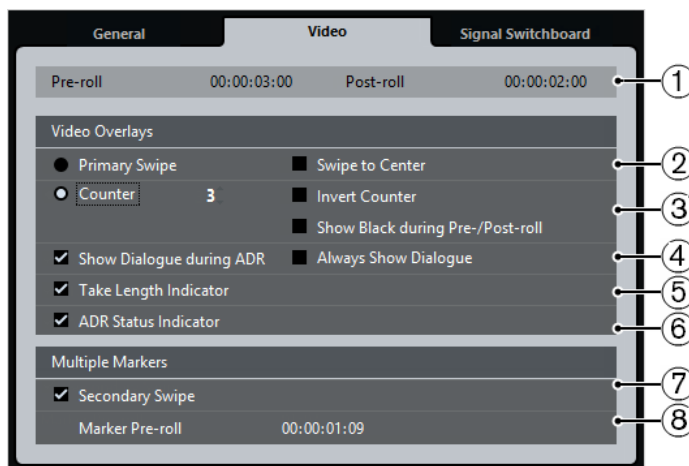 General Video Signal Switchboard
Pre-roll 00:00:03:00 Post-roll 00:00:02:00 1
Video Overlays
Primary Swipe Swipe to Center 2
Counter 3 Invert Counter
3
Show Black during Pre-/Post-roll
Show Dialogue during ADR Always Show Dialogue 4
Take Length Indicator 5
ADR Status Indicator 6
Multiple Markers
7
Secondary Swipe
Marker Pre-roll 00:00:01:09 8